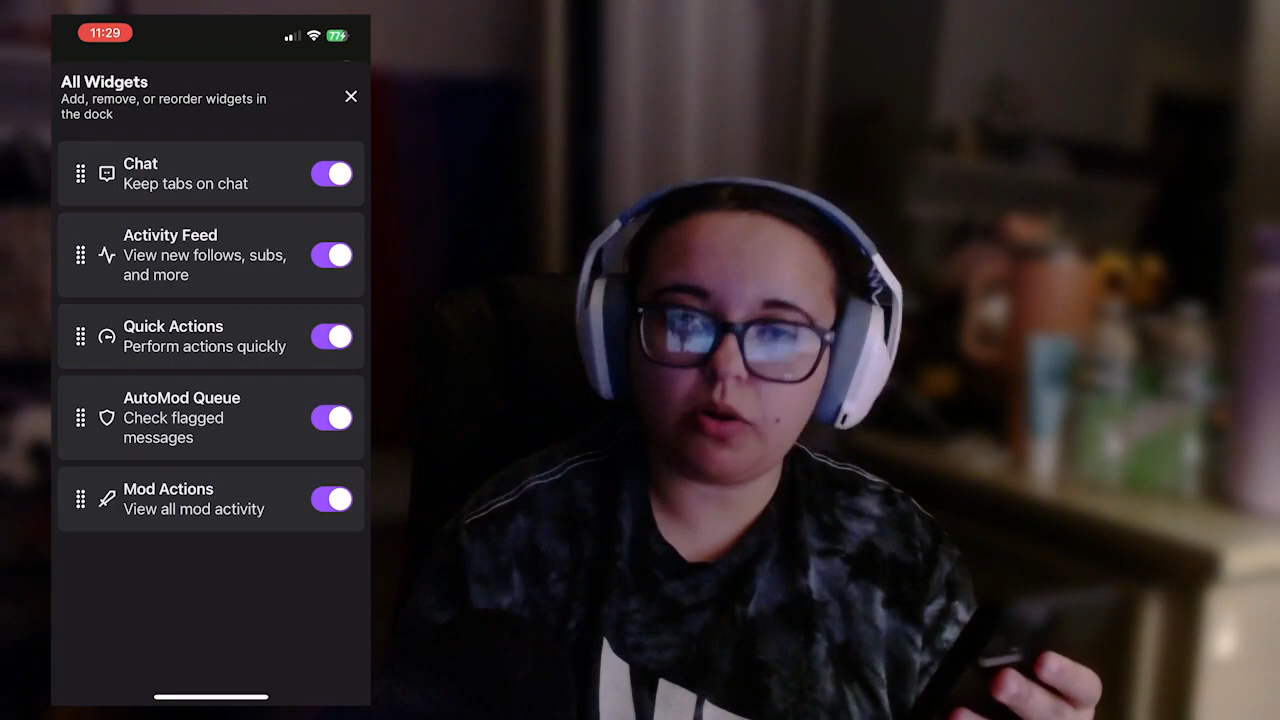 11:29
77
All Widgets
Add, remove, or reorder widgets in
the dock
Chat
Keep tabs on chat
Activity Feed
View new follows, subs,
and more
Quick Actions
Perform actions quickly
AutoMod Queue
Check flagged
messages
Mod Actions
View all mod activity